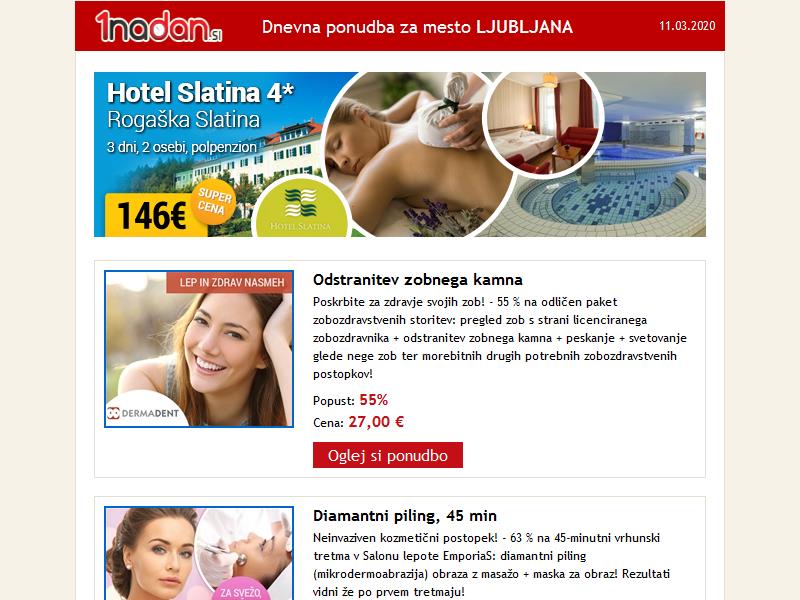 1nadan.si
Dnevna ponudba za mesto LJUBLJANA
11.03.2020
Hotel Slatina 4*
Rogaška Slatina
3 dni, 2 osebi, polpenzion
146€
SUPER
CENA
HOTEL SLATINA
LEP IN ZDRAV NASMEH
DERMADENT
Odstranitev zobnega kamna
Poskrbite za zdravje svojih zob! - 55 % na odličen paket
zobozdravstvenih storitev: pregled zob s strani licenciranega
zobozdravnika + odstranitev zobnega kamna + peskanje + svetovanje
glede nege zob ter morebitnih drugih potrebnih zobozdravstvenih
postopkov!
Popust: 55%
Cena: 27,00 €
Oglej si ponudbo
ZA SVEŽO,
Diamantni piling, 45 min
Neinvaziven kozmetični postopek! - 63 % na 45-minutni vrhunski
tretma v Salonu lepote EmporiaS: diamantni piling
(mikrodermoabrazija) obraza z masažo + maska za obraz! Rezultati
vidni že po prvem tretmaju!